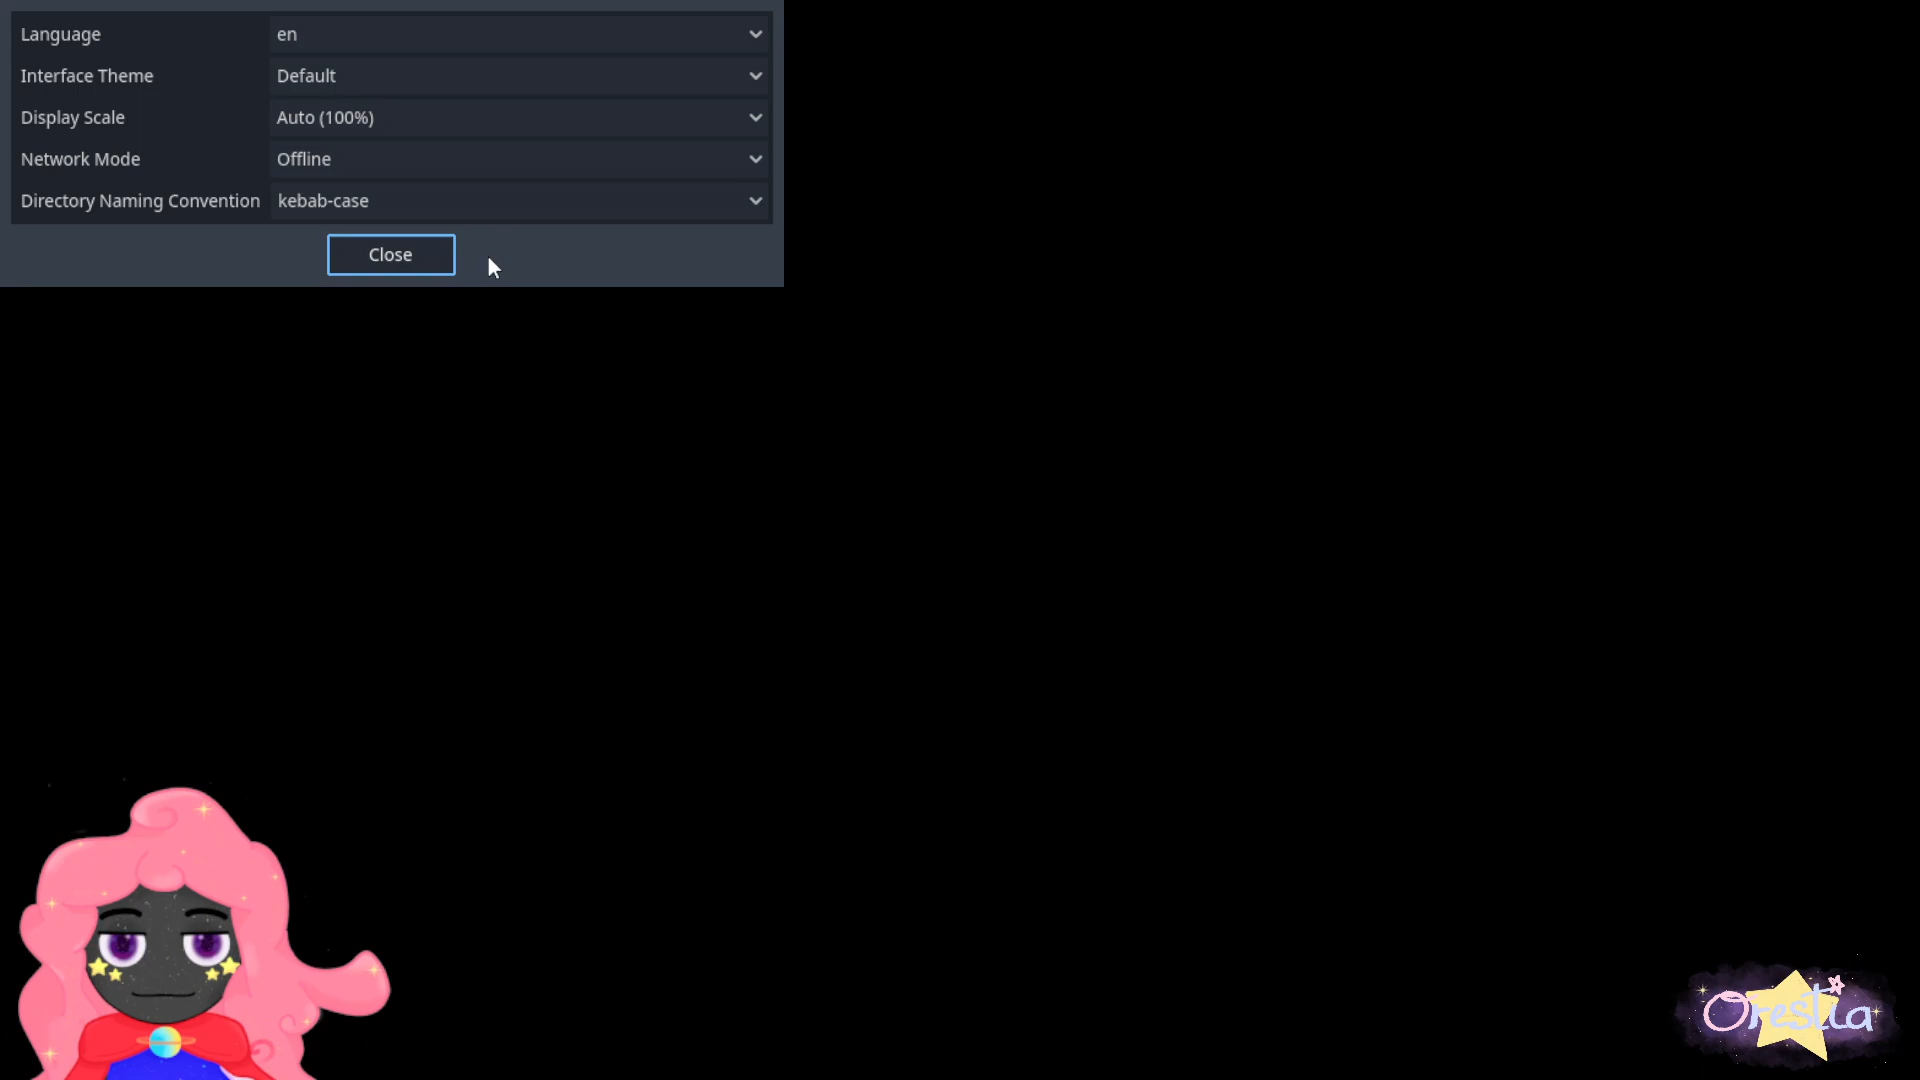 Language en
Interface Theme Default
Display Scale Auto (100%)
Network Mode Offline
Directory Naming Convention kebab-case
Close
Orestia